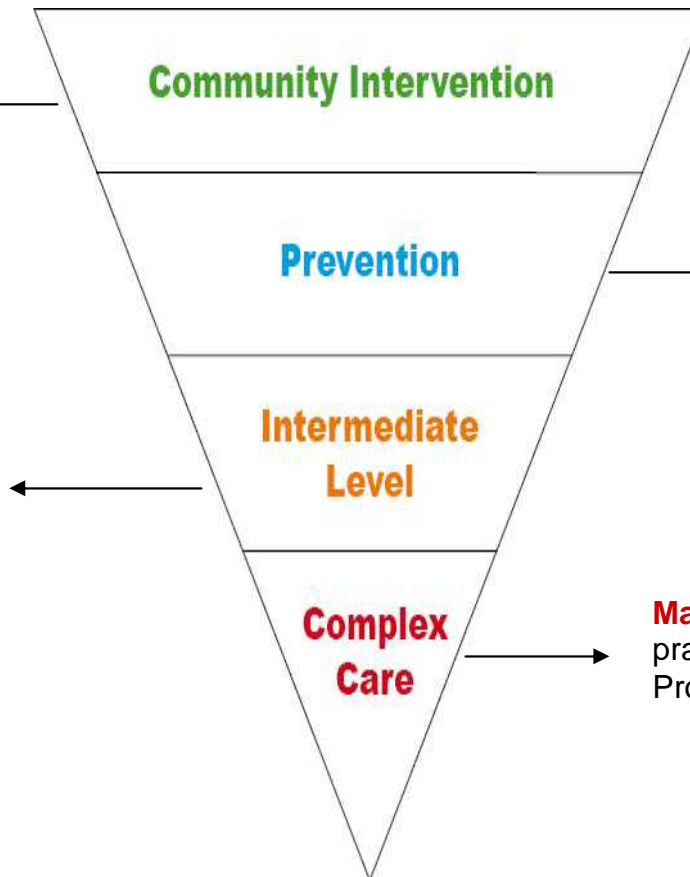 Community Intervention
Prevention
Intermediate
Level
Complex
Care